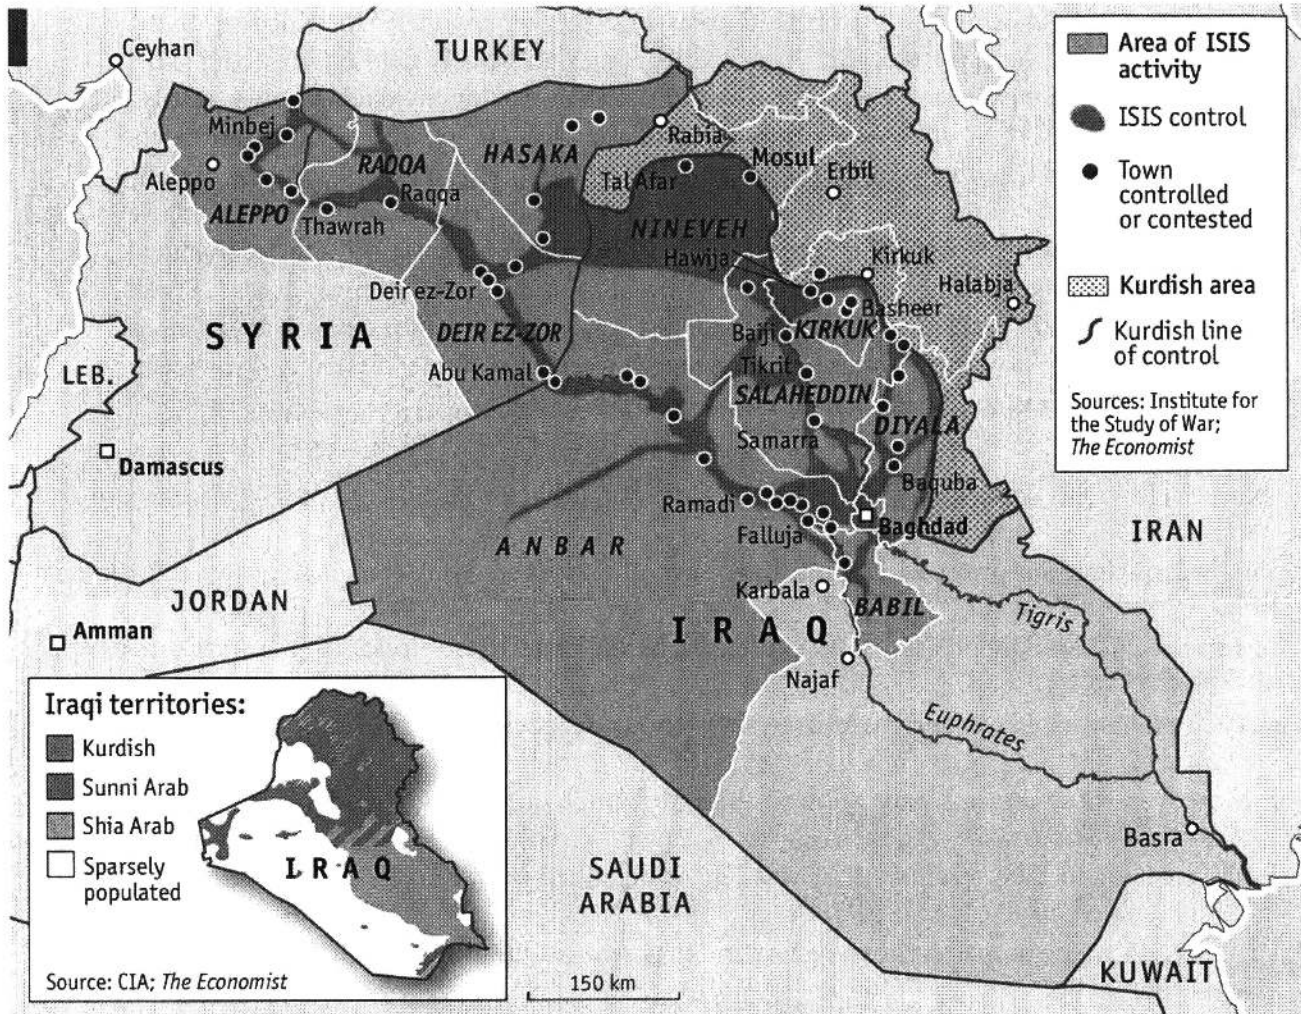 Ceyhan
TURKEY
Minbej
Aleppo
ALEPPO
RAQQA
Raqqa
Thawrah
HASAKA
Rabia
Tal Afar
Mosul
Erbil
NINEVEH
Hawija
Kirkuk
Halabja
Deir ez-Zor
Basheer
SYRIA
DEIR EZ-ZOR
Baiji
KIRKUK
LEB.
Abu Kamal
Tikrit
SALAHEDDIN
DIYALA
Damascus
Samarra
Baquba
Ramadi
Baghdad
Falluja
ANBAR
IRAN
JORDAN
Karbala
BABIL
Amman
IRAQ
Tigris
Najaf
Euphrates
Basra
SAUDI
ARABIA
KUWAIT
150 km
Area of ISIS
activity
ISIS control
Town
controlled
or contested
Kurdish area
Kurdish line
of control
Sources: Institute for
the Study of War;
The Economist
Iraqi territories:
Kurdish
Sunni Arab
Shia Arab
Sparsely
populated
IRAQ
Source: CIA; The Economist